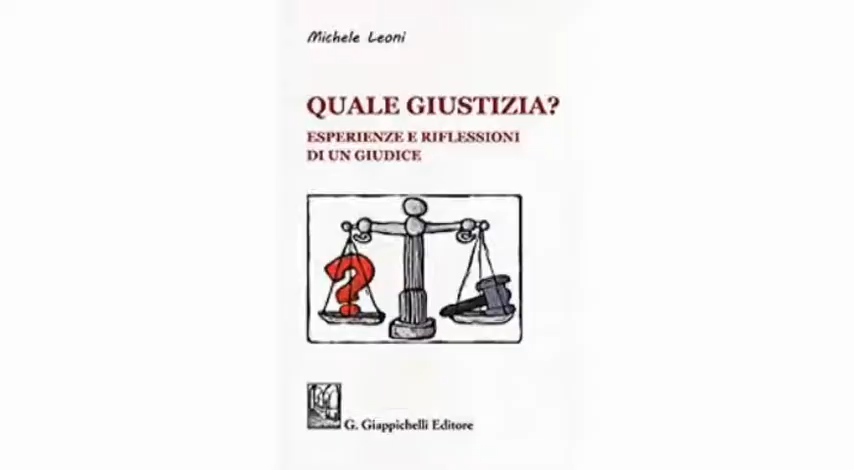 Michele Leoni
QUALE GIUSTIZIA?
ESPERIENZE E RIFLESSIONI
DI UN GIUDICE
G. Giappichelli Editore